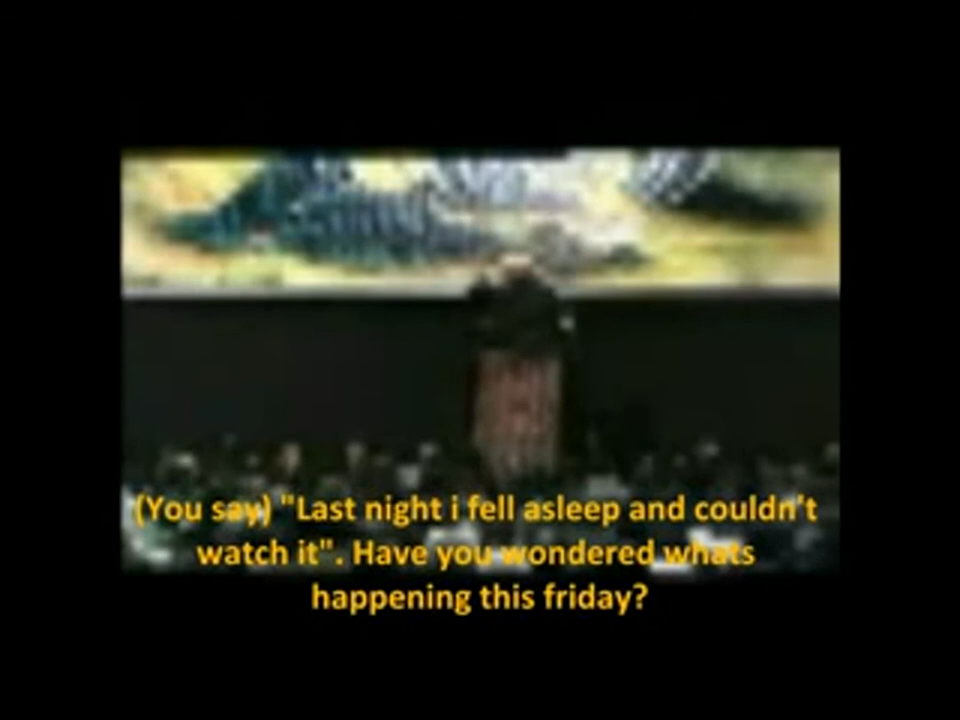 (You say) "Last night i fell asleep and couldn't
watch it". Have you wondered whats
happening this friday?